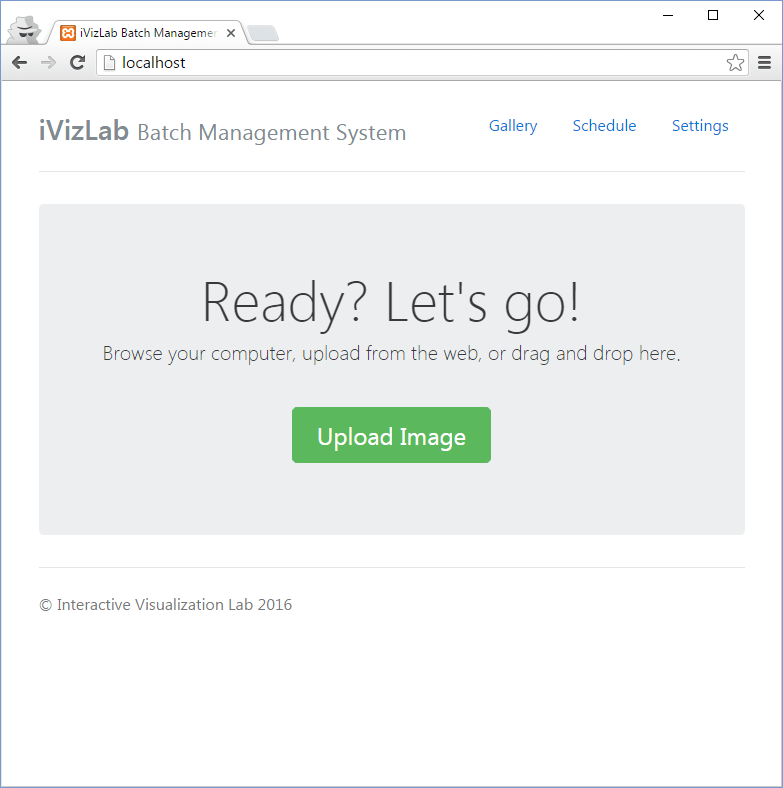 iVizLab Batch Managemen
localhost
iVizLab Batch Management System
Gallery Schedule Settings
Ready? Let's go!
Browse your computer, upload from the web, or drag and drop here.
Upload Image
© Interactive Visualization Lab 2016